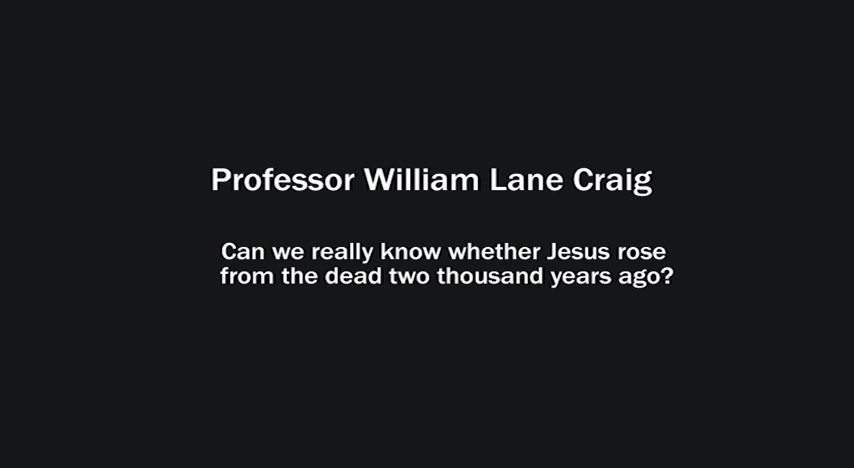 Professor William Lane Craig
Can we really know whether Jesus rose
from the dead two thousand years ago?